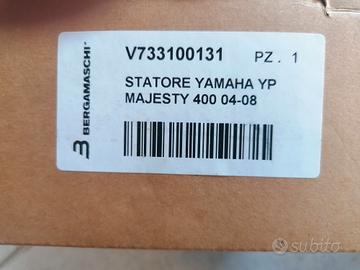 V733100131 PZ. 1
STATORE YAMAHA YP
MAJESTY 400 04-08
BERGAMASCHI
subito